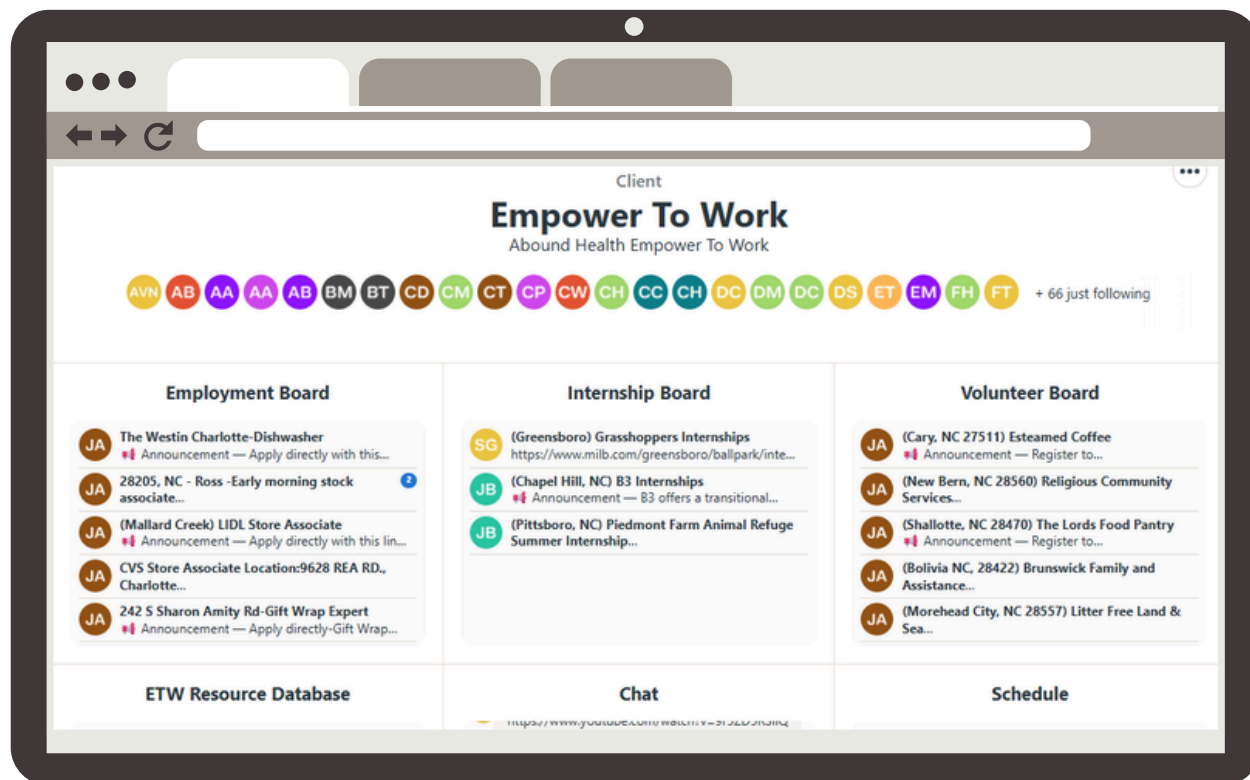 Client
Empower To Work
Abound Health Empower To Work
AVN AB AA AA AB BM BT CD CM CT CP CW CH CC CH DC DM DC DS ET EM FH FT + 66 just following
Employment Board
JA
The Westin Charlotte-Dishwasher
Announcement — Apply directly with this...
JA
28205, NC - Ross -Early morning stock
associate...
2
JA
(Mallard Creek) LIDL Store Associate
Announcement — Apply directly with this lin...
JA
CVS Store Associate Location:9628 REA RD.,
Charlotte...
JA
242 S Sharon Amity Rd-Gift Wrap Expert
Announcement — Apply directly-Gift Wrap...
Internship Board
SG
(Greensboro) Grasshoppers Internships
https://www.milb.com/greensboro/ballpark/inte...
JB
(Chapel Hill, NC) B3 Internships
Announcement — B3 offers a transitional...
JB
(Pittsboro, NC) Piedmont Farm Animal Refuge
Summer Internship...
Volunteer Board
JA
(Cary, NC 27511) Esteamed Coffee
Announcement — Register to...
JA
(New Bern, NC 28560) Religious Community
Services...
JA
(Shallotte, NC 28470) The Lords Food Pantry
Announcement — Register to...
JA
(Bolivia NC, 28422) Brunswick Family and
Assistance...
JA
(Morehead City, NC 28557) Litter Free Land &
Sea...
ETW Resource Database
Chat
Schedule